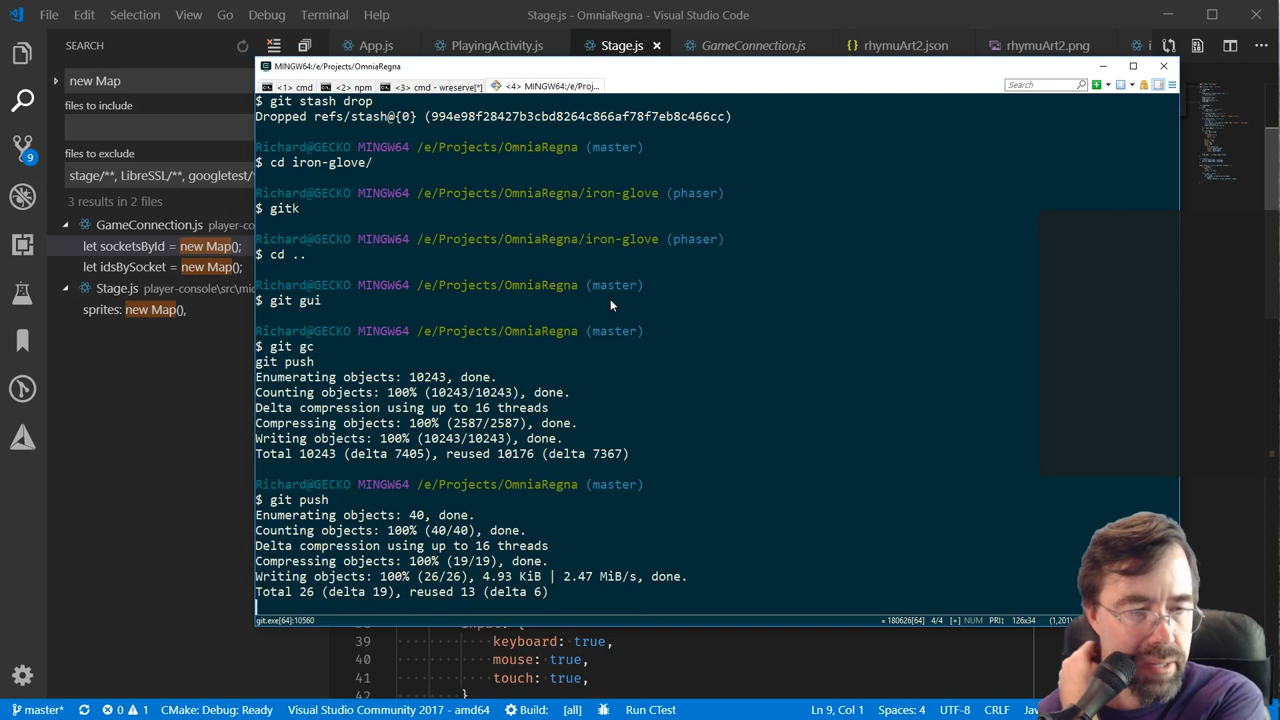 File Edit Selection View Go Debug Terminal Help
Stage.js - OmniaRegna - Visual Studio Code
SEARCH
App.js PlayingActivity.js Stage.js GameConnection.js rhymuArt2.json rhymuArt2.png
new Map
files to include
files to exclude
stage/**, LibreSSL/**, googletest/
3 results in 2 files
GameConnection.js player-con
let socketsById = new Map();
let idsBySocket = new Map();
Stage.js player-console\src\mic
sprites: new Map(),
9
MINGW64:/e/Projects/OmniaRegna
<1> cmd <2> npm <3> cmd - wreserve[*] <4> MINGW64:/e/Proj...
Search
$ git stash drop
Dropped refs/stash@{0} (994e98f28427b3cbd8264c866af78f7eb8c466cc)
Richard@GECKO MINGW64 /e/Projects/OmniaRegna (master)
$ cd iron-glove/
Richard@GECKO MINGW64 /e/Projects/OmniaRegna/iron-glove (phaser)
$ gitk
Richard@GECKO MINGW64 /e/Projects/OmniaRegna/iron-glove (phaser)
$ cd ..
Richard@GECKO MINGW64 /e/Projects/OmniaRegna (master)
$ git gui
Richard@GECKO MINGW64 /e/Projects/OmniaRegna (master)
$ git gc
git push
Enumerating objects: 10243, done.
Counting objects: 100% (10243/10243), done.
Delta compression using up to 16 threads
Compressing objects: 100% (2587/2587), done.
Writing objects: 100% (10243/10243), done.
Total 10243 (delta 7405), reused 10176 (delta 7367)
Richard@GECKO MINGW64 /e/Projects/OmniaRegna (master)
$ git push
Enumerating objects: 40, done.
Counting objects: 100% (40/40), done.
Delta compression using up to 16 threads
Compressing objects: 100% (19/19), done.
Writing objects: 100% (26/26), 4.93 KiB | 2.47 MiB/s, done.
Total 26 (delta 19), reused 13 (delta 6)
git.exe[64]:10560 « 180626[64] 4/4 [+] NUM PRI: 126x34 (1,201)
input: {
39 keyboard: true,
40 mouse: true,
41 touch: true,
42 }
master* 0 1 CMake: Debug: Ready Visual Studio Community 2017 - amd64 Build: [all] Run CTest Ln 9, Col 1 Spaces: 4 UTF-8 CRLF JavaScript